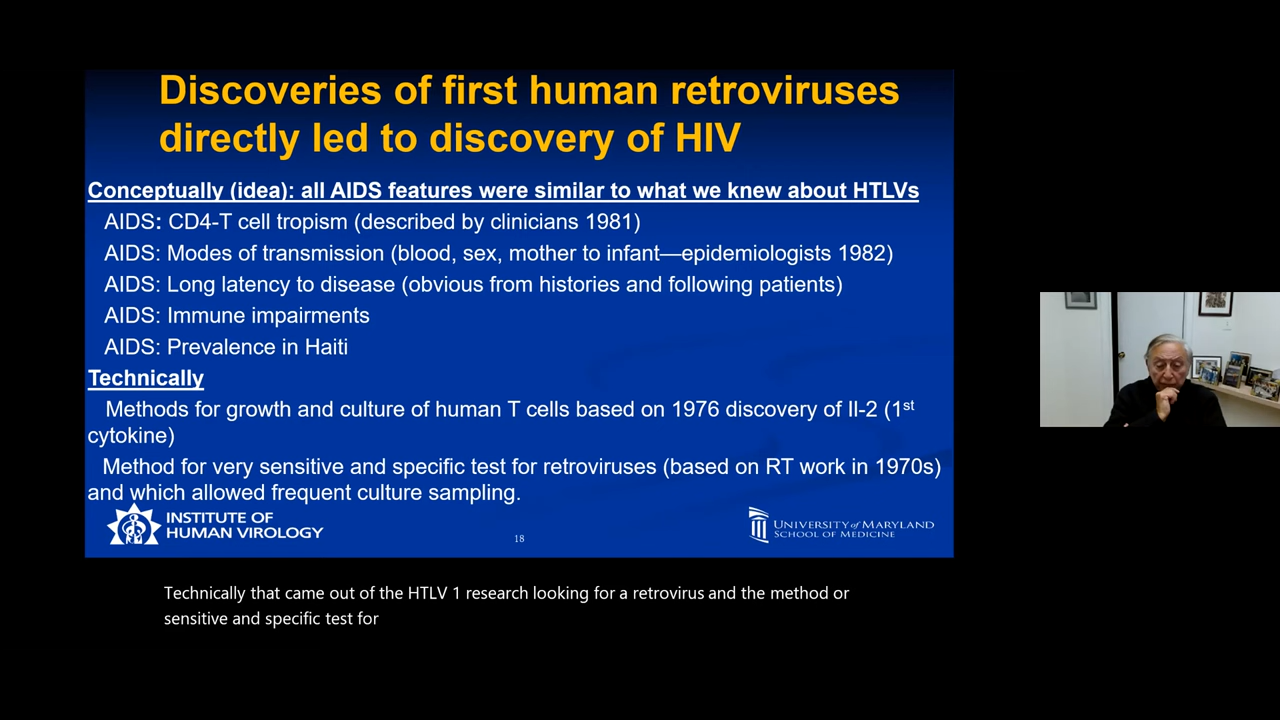 Discoveries of first human retroviruses
directly led to discovery of HIV
Conceptually (idea): all AIDS features were similar to what we knew about HTLVs
AIDS: CD4-T cell tropism (described by clinicians 1981)
AIDS: Modes of transmission (blood, sex, mother to infant—epidemiologists 1982)
AIDS: Long latency to disease (obvious from histories and following patients)
AIDS: Immune impairments
AIDS: Prevalence in Haiti
Technically
Methods for growth and culture of human T cells based on 1976 discovery of Il-2 (1st
cytokine)
Method for very sensitive and specific test for retroviruses (based on RT work in 1970s)
and which allowed frequent culture sampling.
INSTITUTE OF
HUMAN VIROLOGY
18
UNIVERSITY of MARYLAND
SCHOOL OF MEDICINE
Technically that came out of the HTLV 1 research looking for a retrovirus and the method or
sensitive and specific test for